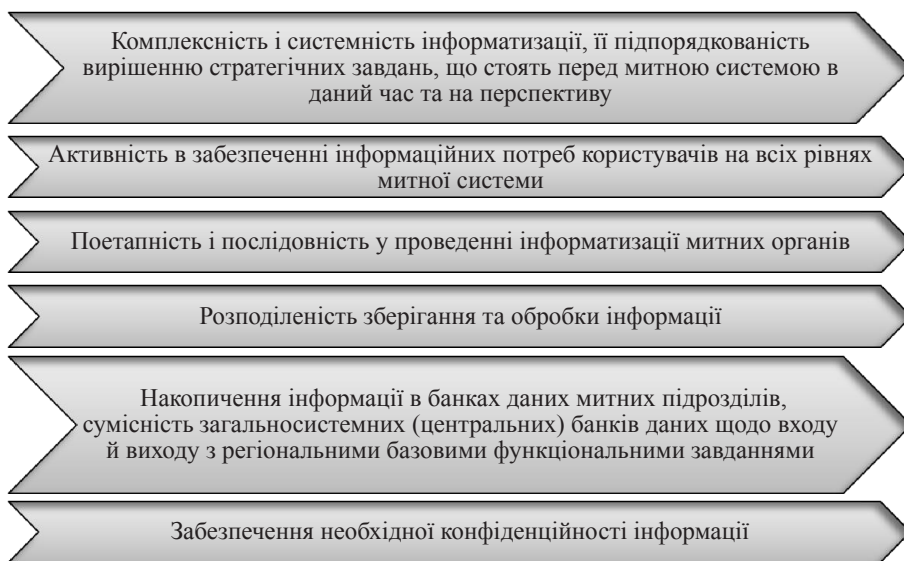 Комплексність і системність інформатизації, її підпорядкованість
вирішенню стратегічних завдань, що стоять перед митною системою в
даний час та на перспективу
Активність в забезпеченні інформаційних потреб користувачів на всіх рівнях
митної системи
Поетапність і послідовність у проведенні інформатизації митних органів
Розподіленість зберігання та обробки інформації
Накопичення інформації в банках даних митних підрозділів,
сумісність загальносистемних (центральних) банків даних щодо входу
й виходу з регіональними базовими функціональними завданнями
Забезпечення необхідної конфіденційності інформації